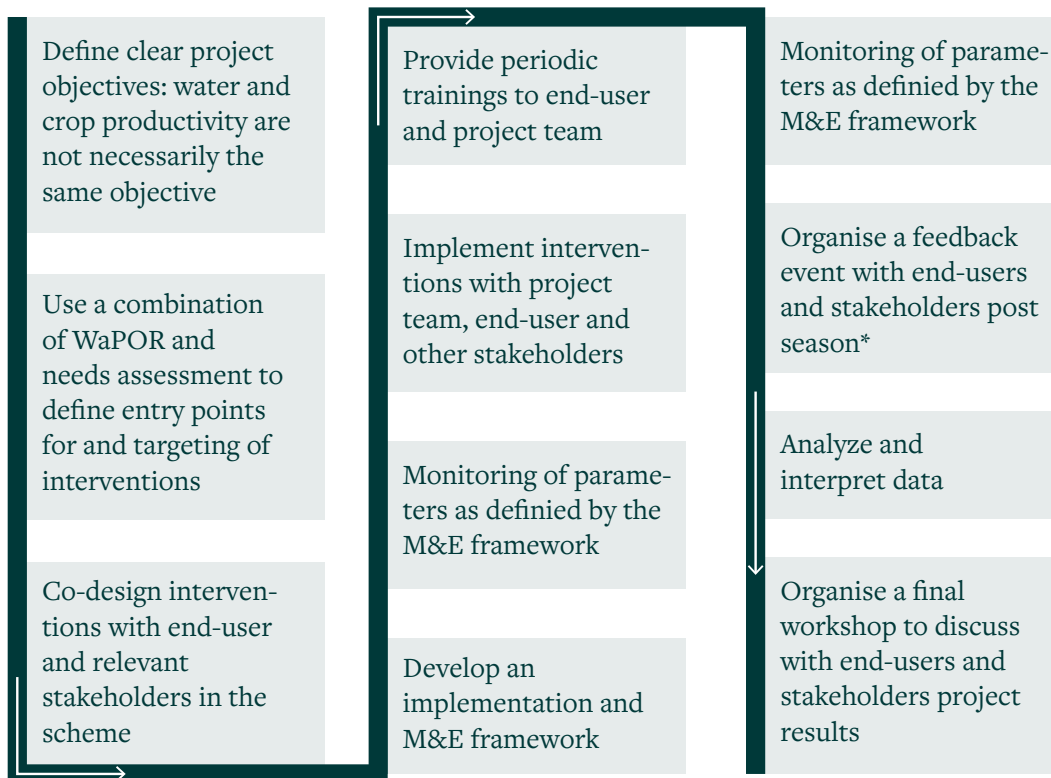 Define clear project
objectives: water and
crop productivity are
not necessarily the
same objective
Use a combination
of WaPOR and
needs assessment to
define entry points
for and targeting of
interventions
Co-design interven-
tions with end-user
and relevant
stakeholders in the
scheme
Provide periodic
trainings to end-user
and project team
Implement interven-
tions with project
team, end-user and
other stakeholders
Monitoring of parame-
ters as definied by the
M&E framework
Develop an
implementation and
M&E framework
Monitoring of parame-
ters as definied by the
M&E framework
Organise a feedback
event with end-users
and stakeholders post
season*
Analyze and
interpret data
Organise a final
workshop to discuss
with end-users and
stakeholders project
results